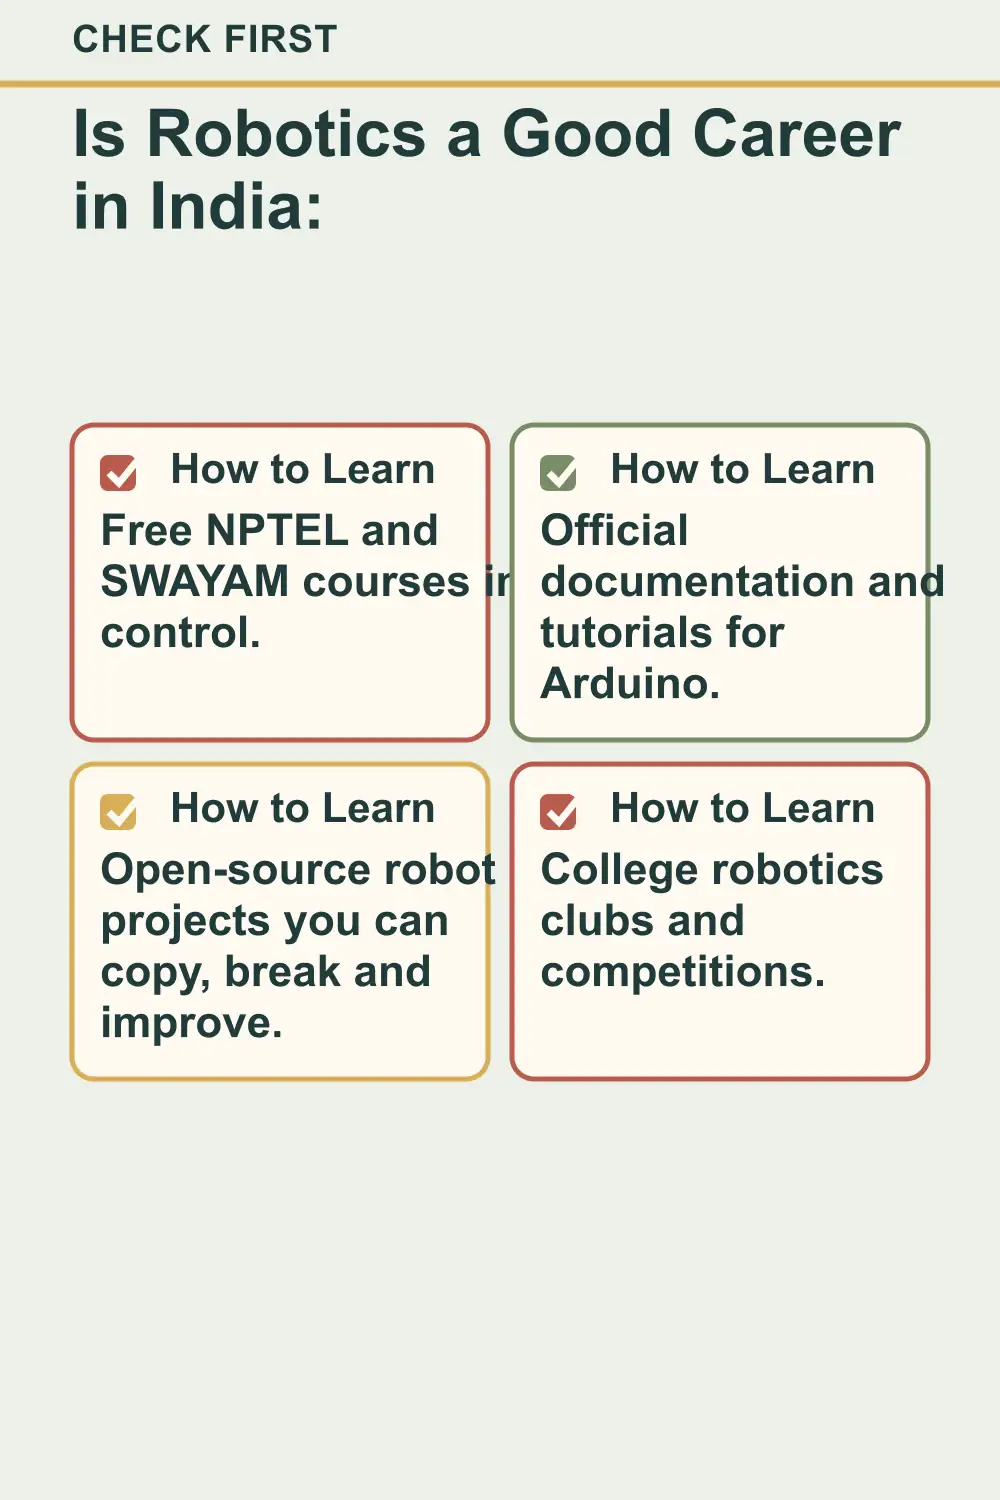 CHECK FIRST
Is Robotics a Good Career
in India:
How to Learn
Free NPTEL and
SWAYAM courses in
control.
How to Learn
Official
documentation and
tutorials for
Arduino.
How to Learn
Open-source robot
projects you can
copy, break and
improve.
How to Learn
College robotics
clubs and
competitions.